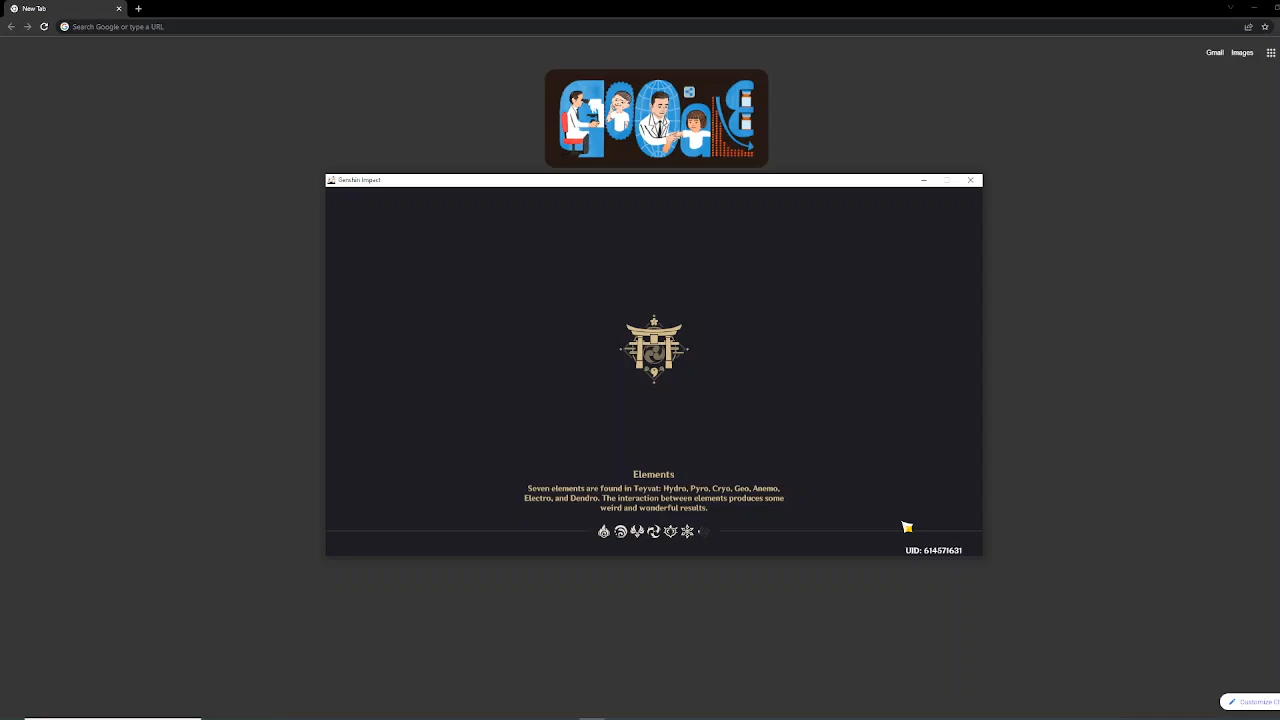 New Tab
Search Google or type a URL
Gmail Images
Genshin Impact
Elements
Seven elements are found in Teyvat: Hydro, Pyro, Cryo, Geo, Anemo,
Electro, and Dendro. The interaction between elements produces some
weird and wonderful results.
UID: 614571631
Customize C